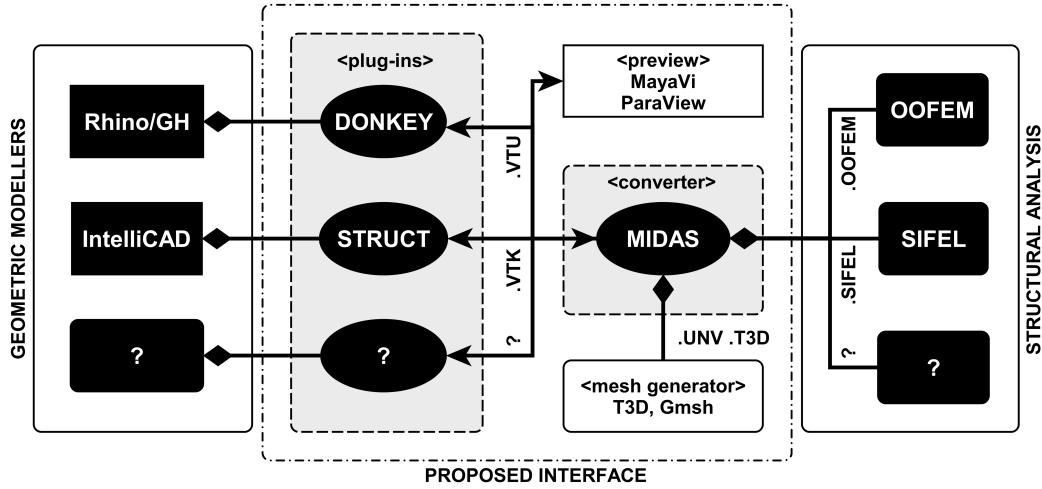 GEOMETRIC MODELLERS
Rhino/GH
IntelliCAD
?
<plug-ins>
DONKEY
STRUCT
?
.VTU
.VTK
?
<preview>
MayaVi
ParaView
<converter>
MIDAS
.UNV .T3D
<mesh generator>
T3D, Gmsh
PROPOSED INTERFACE
.OOFEM
.SIFEL
?
OOFEM
SIFEL
?
STRUCTURAL ANALYSIS